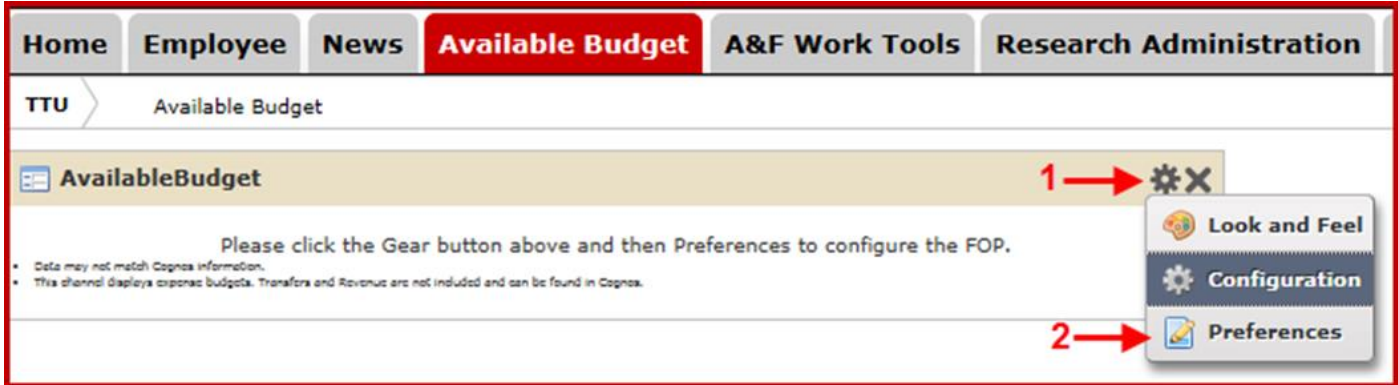 Home Employee News Available Budget A&F Work Tools Research Administration
TTU Available Budget
AvailableBudget 1
Look and Feel
Please click the Gear button above and then Preferences to configure the FOP.
Data may not match Cognos information.
Configuration
This channel displays expense budgets. Transfers and Revenue are not included and can be found in Cognos.
2 Preferences